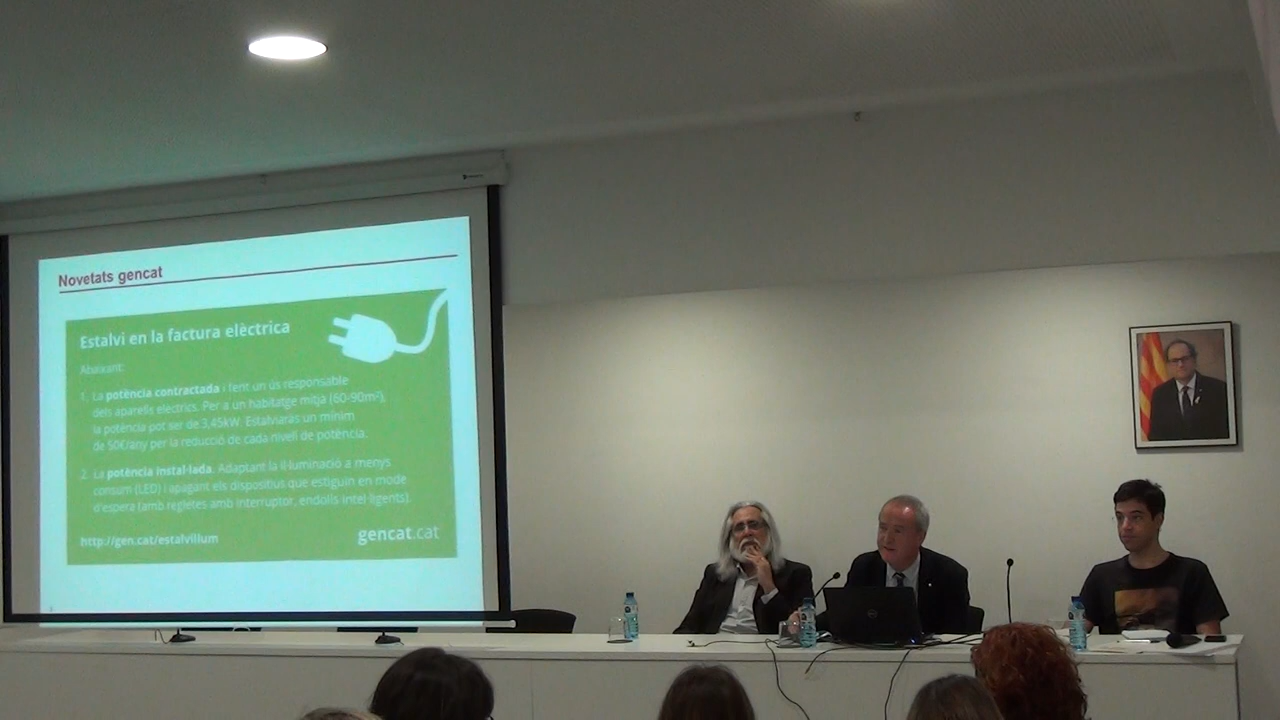 Novetats gencat
Estalvi en la factura elèctrica
Abaixant:
1. La potència contractada i fent un ús responsable
dels aparells elèctrics. Per a un habitatge mitjà (60-90m²),
la potència pot ser de 3,45kW. Estalviaràs un mínim
de 50€/any per la reducció de cada nivell de potència.
2. La potència instal·lada. Adaptant la il·luminació a menys
consum (LED) i apagant els dispositius que estiguin en mode
d'espera (amb regletes amb interruptor, endolls intel·ligents).
http://gen.cat/estalvillum
gencat.cat